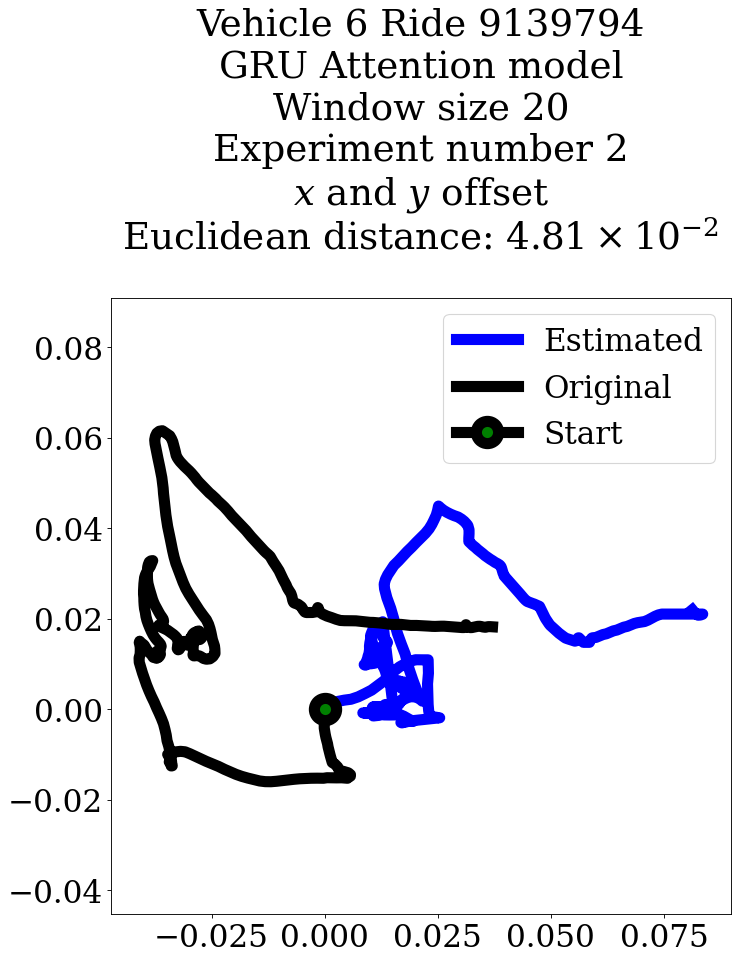 Vehicle 6 Ride 9139794
GRU Attention model
Window size 20
Experiment number 2
x and y offset
Euclidean distance: 4.81 × 10⁻²
Estimated
Original
Start
0.08
0.06
0.04
0.02
0.00
−0.02
−0.04
−0.025 0.000 0.025 0.050 0.075